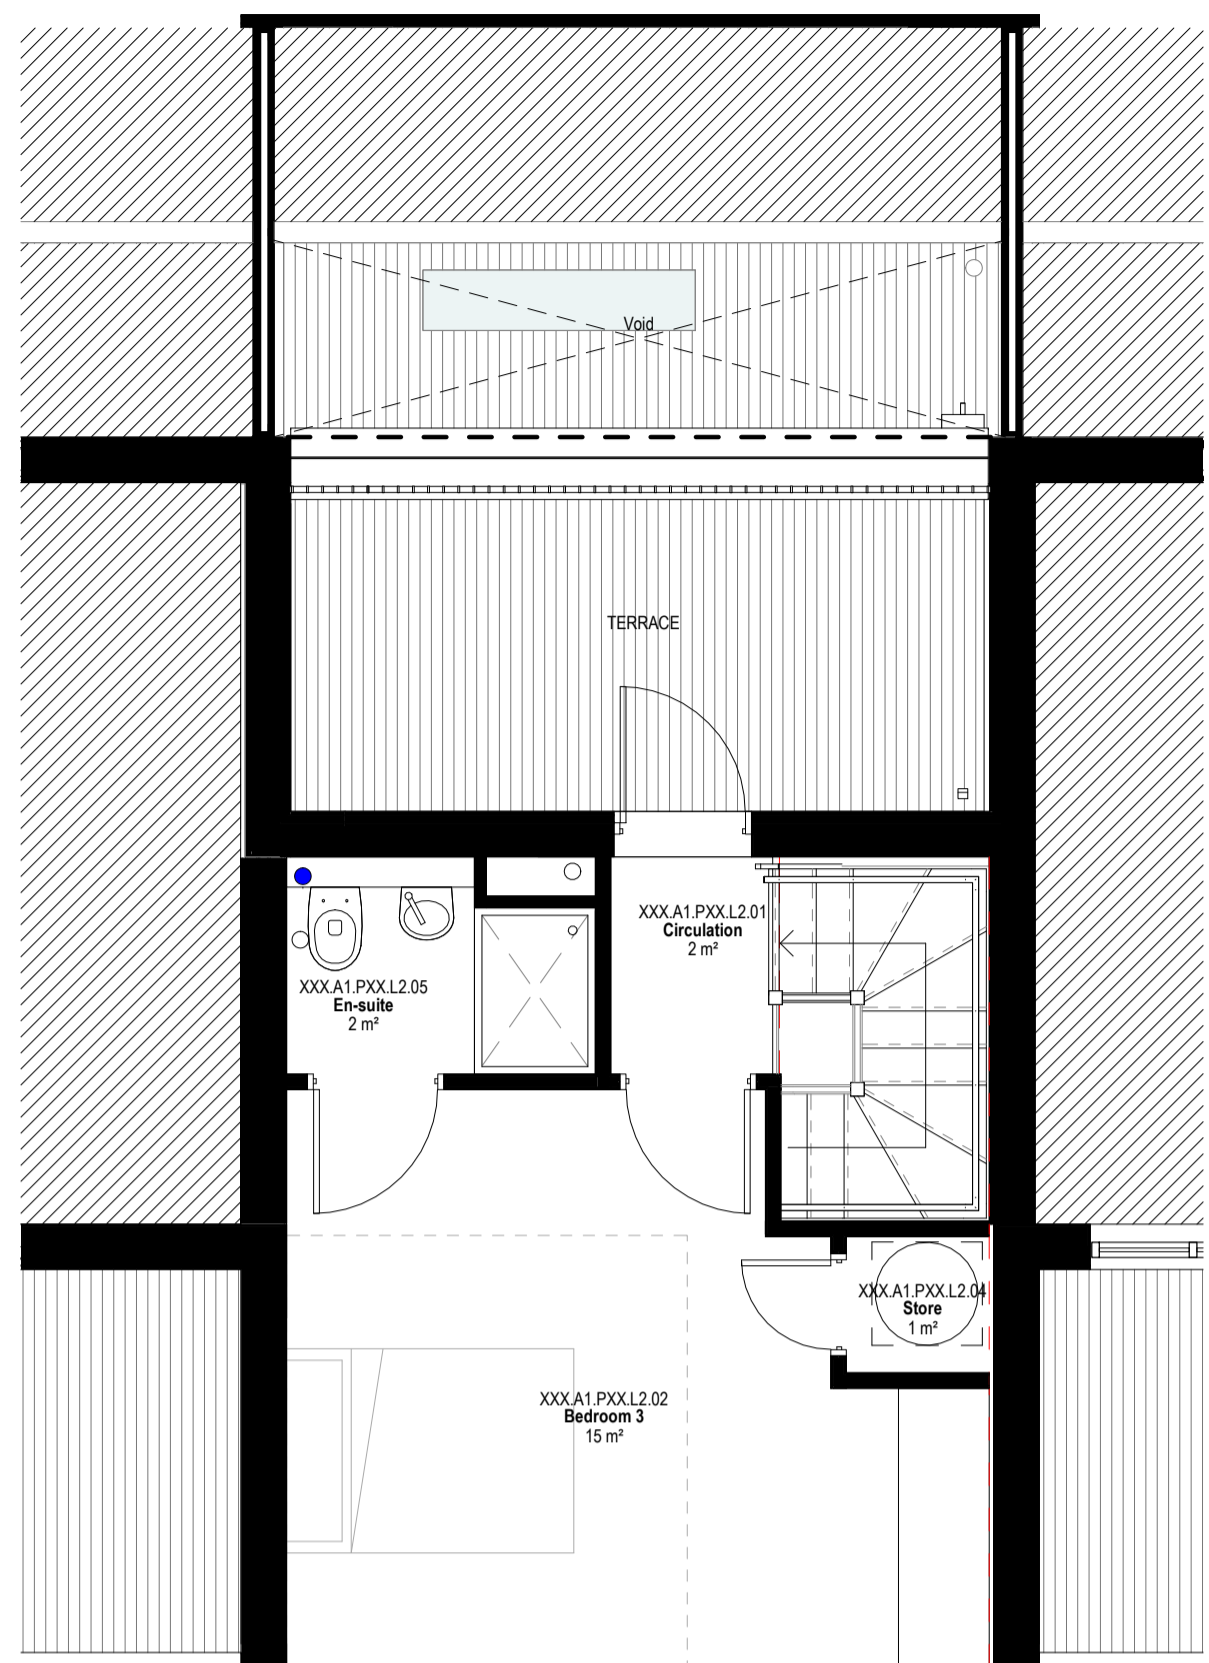 Void
TERRACE
XXX.A1.PXX.L2.01
Circulation
2 m²
XXX.A1.PXX.L2.05
En-suite
2 m²
XXX.A1.PXX.L2.04
Store
1 m²
XXX.A1.PXX.L2.02
Bedroom 3
15 m²